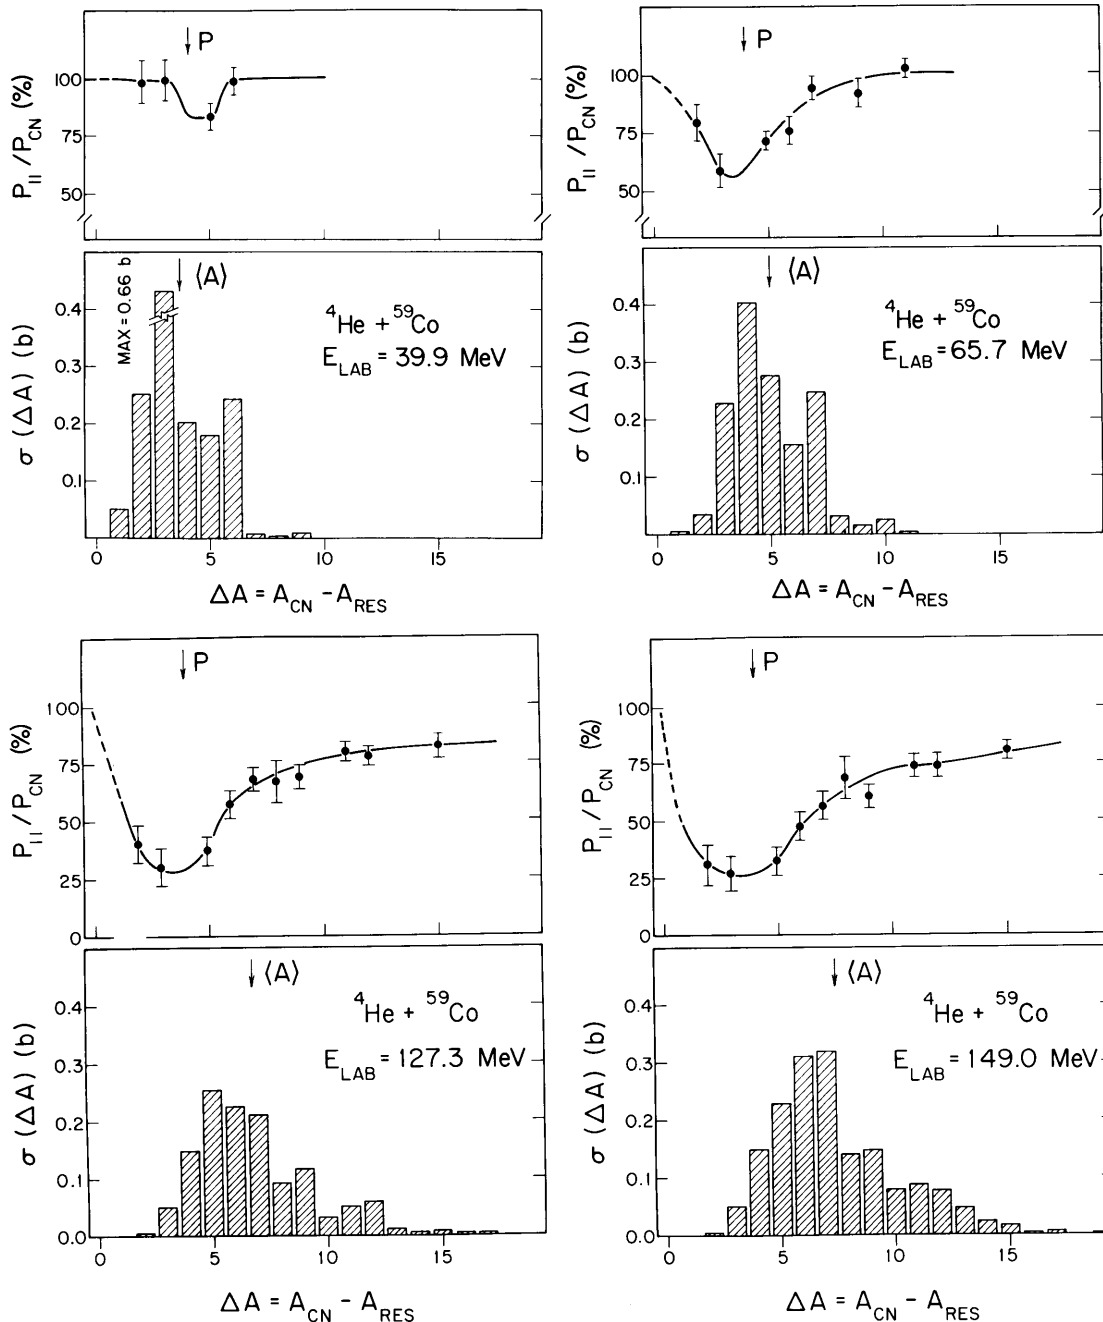 P
100
75
50
P|| / PCN (%)
MAX = 0.66 b
⟨A⟩
4He + 59Co
ELAB = 39.9 MeV
0.4
0.3
0.2
0.1
σ (ΔA) (b)
0 5 10 15
ΔA = ACN − ARES
P
100
75
50
P|| / PCN (%)
⟨A⟩
4He + 59Co
ELAB = 65.7 MeV
0.4
0.3
0.2
0.1
σ (ΔA) (b)
0 5 10 15
ΔA = ACN − ARES
P
100
75
50
25
0
P|| / PCN (%)
⟨A⟩
4He + 59Co
ELAB = 127.3 MeV
0.4
0.3
0.2
0.1
0.0
σ (ΔA) (b)
0 5 10 15
ΔA = ACN − ARES
P
100
75
50
25
0
P|| / PCN (%)
⟨A⟩
4He + 59Co
ELAB = 149.0 MeV
0.4
0.3
0.2
0.1
0.0
σ (ΔA) (b)
0 5 10 15
ΔA = ACN − ARES